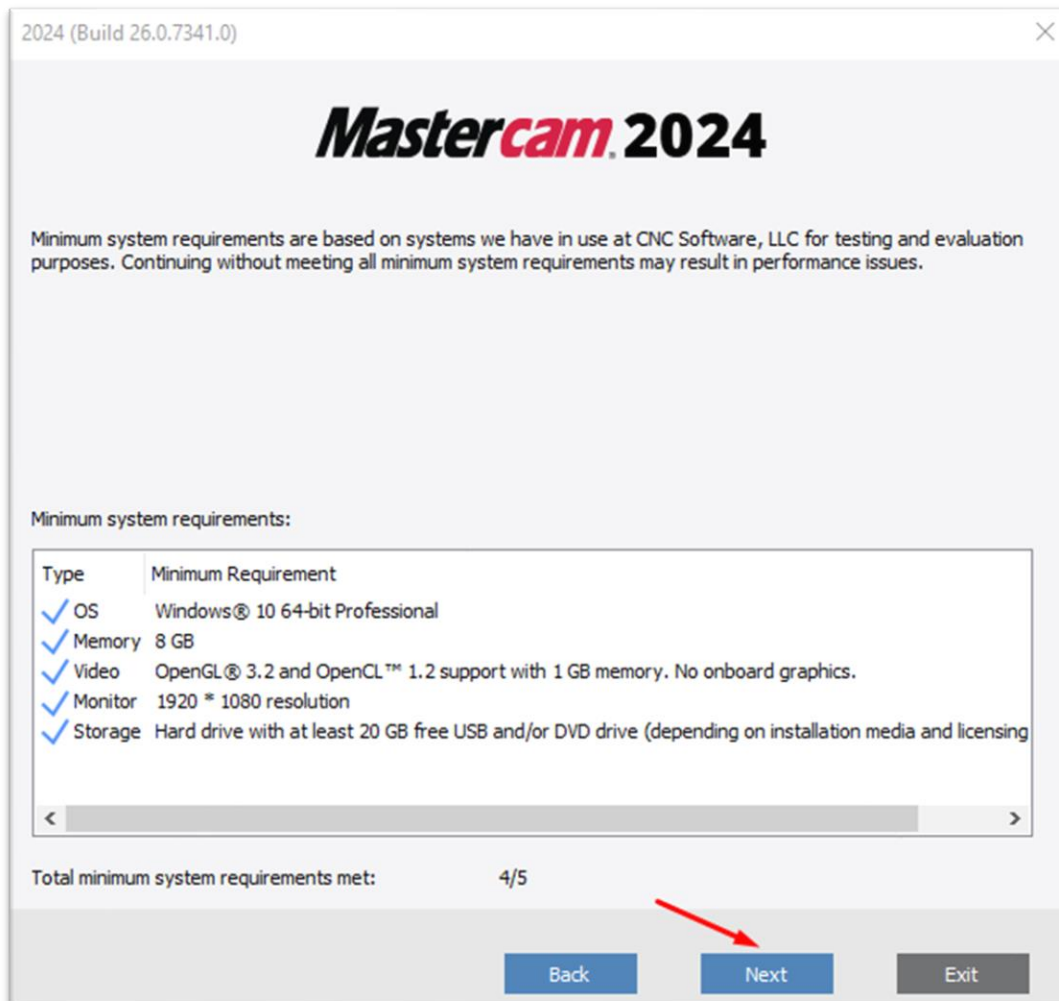 2024 (Build 26.0.7341.0)
Mastercam® 2024
Minimum system requirements are based on systems we have in use at CNC Software, LLC for testing and evaluation
purposes. Continuing without meeting all minimum system requirements may result in performance issues.
Minimum system requirements:
Type Minimum Requirement
OS Windows® 10 64-bit Professional
Memory 8 GB
Video OpenGL® 3.2 and OpenCL™ 1.2 support with 1 GB memory. No onboard graphics.
Monitor 1920 * 1080 resolution
Storage Hard drive with at least 20 GB free USB and/or DVD drive (depending on installation media and licensing
Total minimum system requirements met: 4/5
Back Next Exit